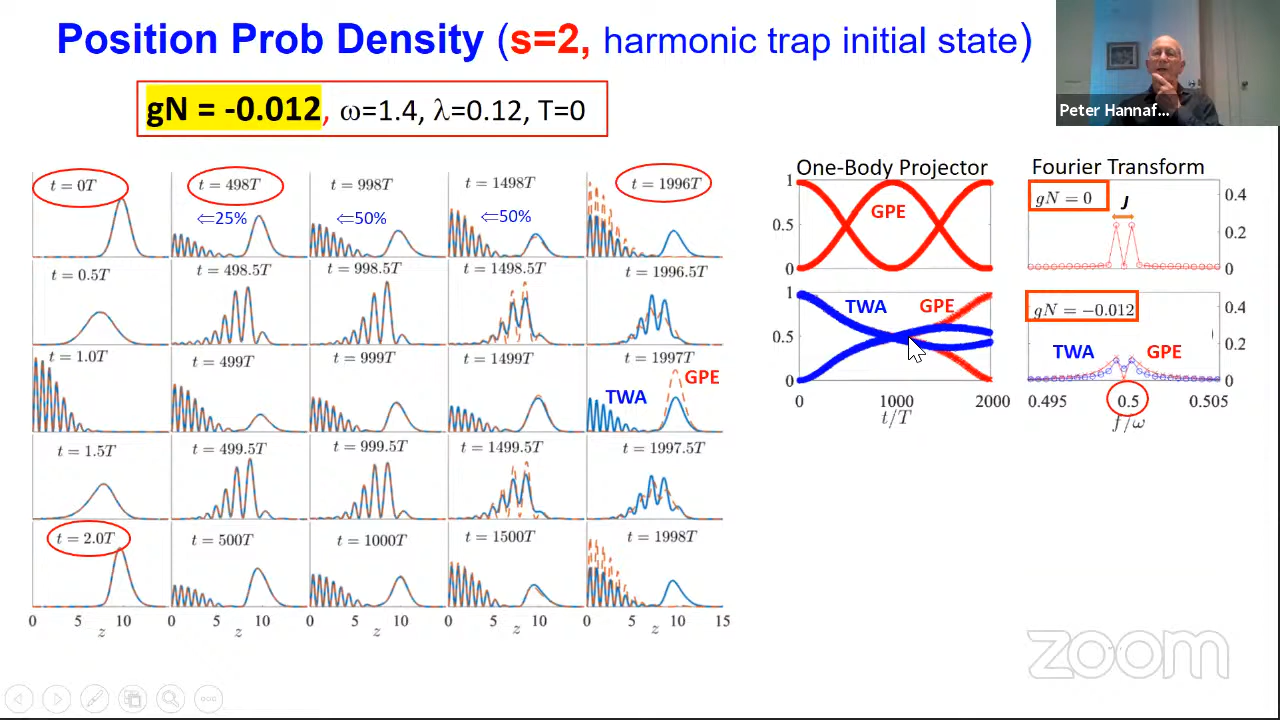 Position Prob Density (s=2, harmonic trap initial state)
gN = -0.012, ω=1.4, λ=0.12, T=0
Peter Hannaf...
t = 0T
t = 498T
t = 998T
t = 1498T
t = 1996T
⇐25%
⇐50%
⇐50%
t = 0.5T
t = 498.5T
t = 998.5T
t = 1498.5T
t = 1996.5T
t = 1.0T
t = 499T
t = 999T
t = 1499T
t = 1997T
TWA
GPE
t = 1.5T
t = 499.5T
t = 999.5T
t = 1499.5T
t = 1997.5T
t = 2.0T
t = 500T
t = 1000T
t = 1500T
t = 1998T
0 5 10
0 5 10
0 5 10
0 5 10
0 5 10 15
z
z
z
z
z
One-Body Projector
1
0.5
0
GPE
1
0.5
0
TWA
GPE
0 1000 2000
t/T
Fourier Transform
gN = 0
J
0.4
0.2
0
gN = −0.012
0.4
0.2
0
TWA
GPE
0.495 0.5 0.505
f/ω
zoom